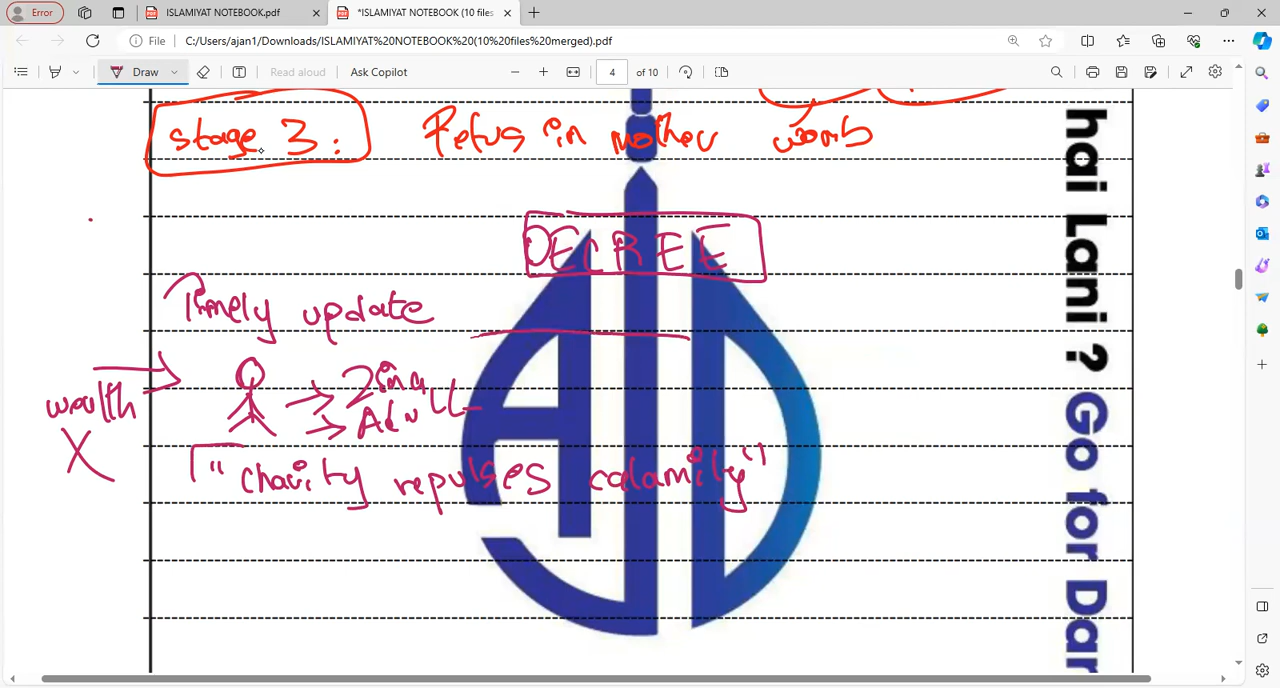 Error
ISLAMIYAT NOTEBOOK.pdf
*ISLAMIYAT NOTEBOOK (10 files
File
C:/Users/ajan1/Downloads/ISLAMIYAT%20NOTEBOOK%20(10%20files%20merged).pdf
Draw
Read aloud
Ask Copilot
4
of 10
stage 3:
Fetus in mother womb
DECREE
Timely update
wealth
X
Zina
"charity repulses calamity"
hai Lani ? Go for Dar